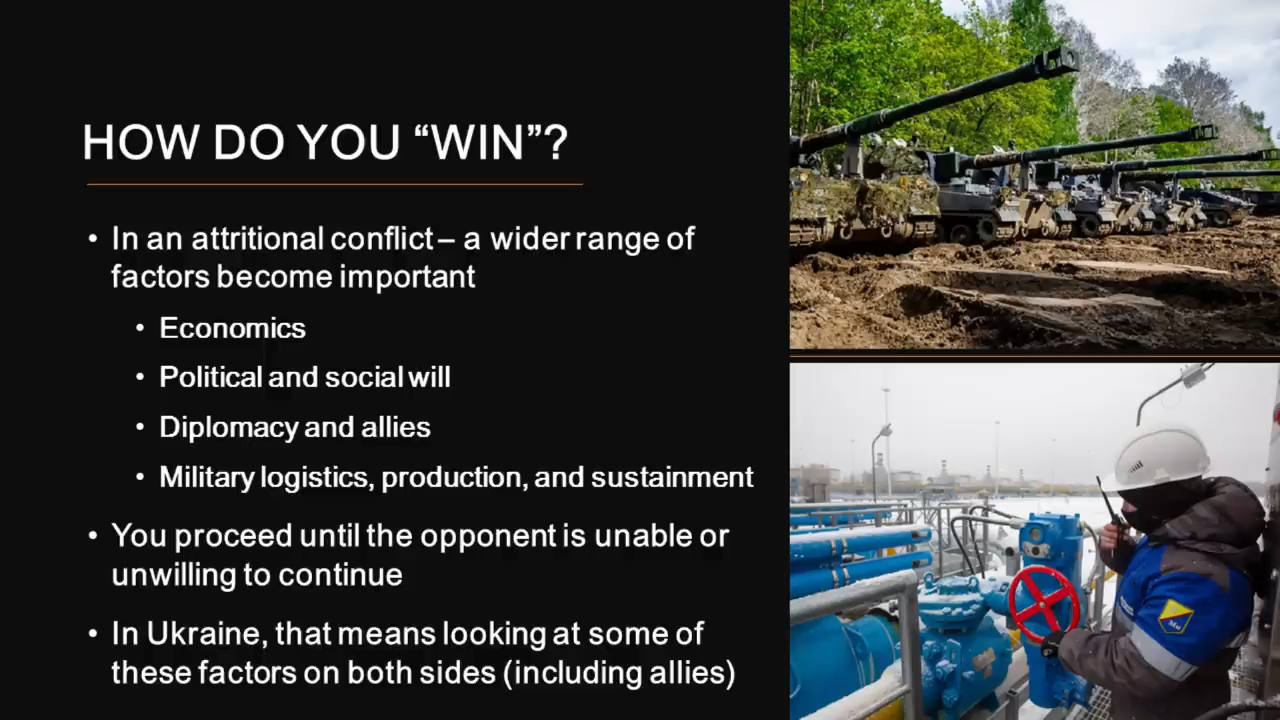 HOW DO YOU “WIN”?
• In an attritional conflict – a wider range of
factors become important
• Economics
• Political and social will
• Diplomacy and allies
• Military logistics, production, and sustainment
• You proceed until the opponent is unable or
unwilling to continue
• In Ukraine, that means looking at some of
these factors on both sides (including allies)